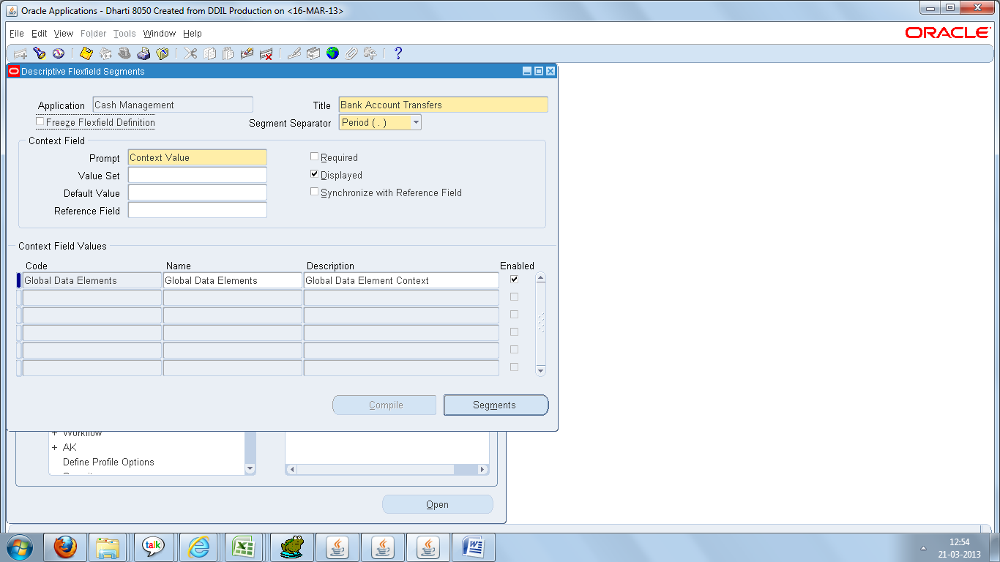 Oracle Applications - Dharti 8050 Created from DDIL Production on <16-MAR-13>
File Edit View Folder Tools Window Help
ORACLE
Descriptive Flexfield Segments
Application Cash Management Title Bank Account Transfers
Freeze Flexfield Definition Segment Separator Period ( . )
Context Field
Prompt Context Value Required
Value Set Displayed
Default Value Synchronize with Reference Field
Reference Field
Context Field Values
Code Name Description Enabled
Global Data Elements Global Data Elements Global Data Element Context
Compile Segments
+ Workflow
+ AK
Define Profile Options
Open
talk
12:54
21-03-2013